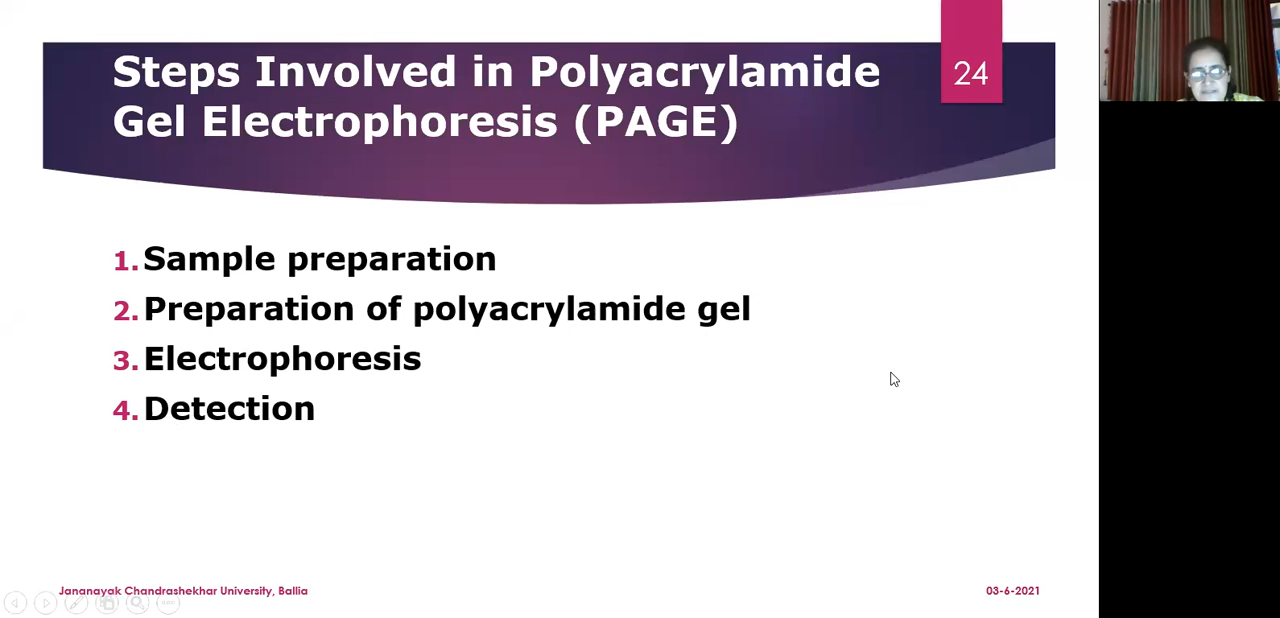 Steps Involved in Polyacrylamide
Gel Electrophoresis (PAGE)
24
1. Sample preparation
2. Preparation of polyacrylamide gel
3. Electrophoresis
4. Detection
Jananayak Chandrashekhar University, Ballia
03-6-2021